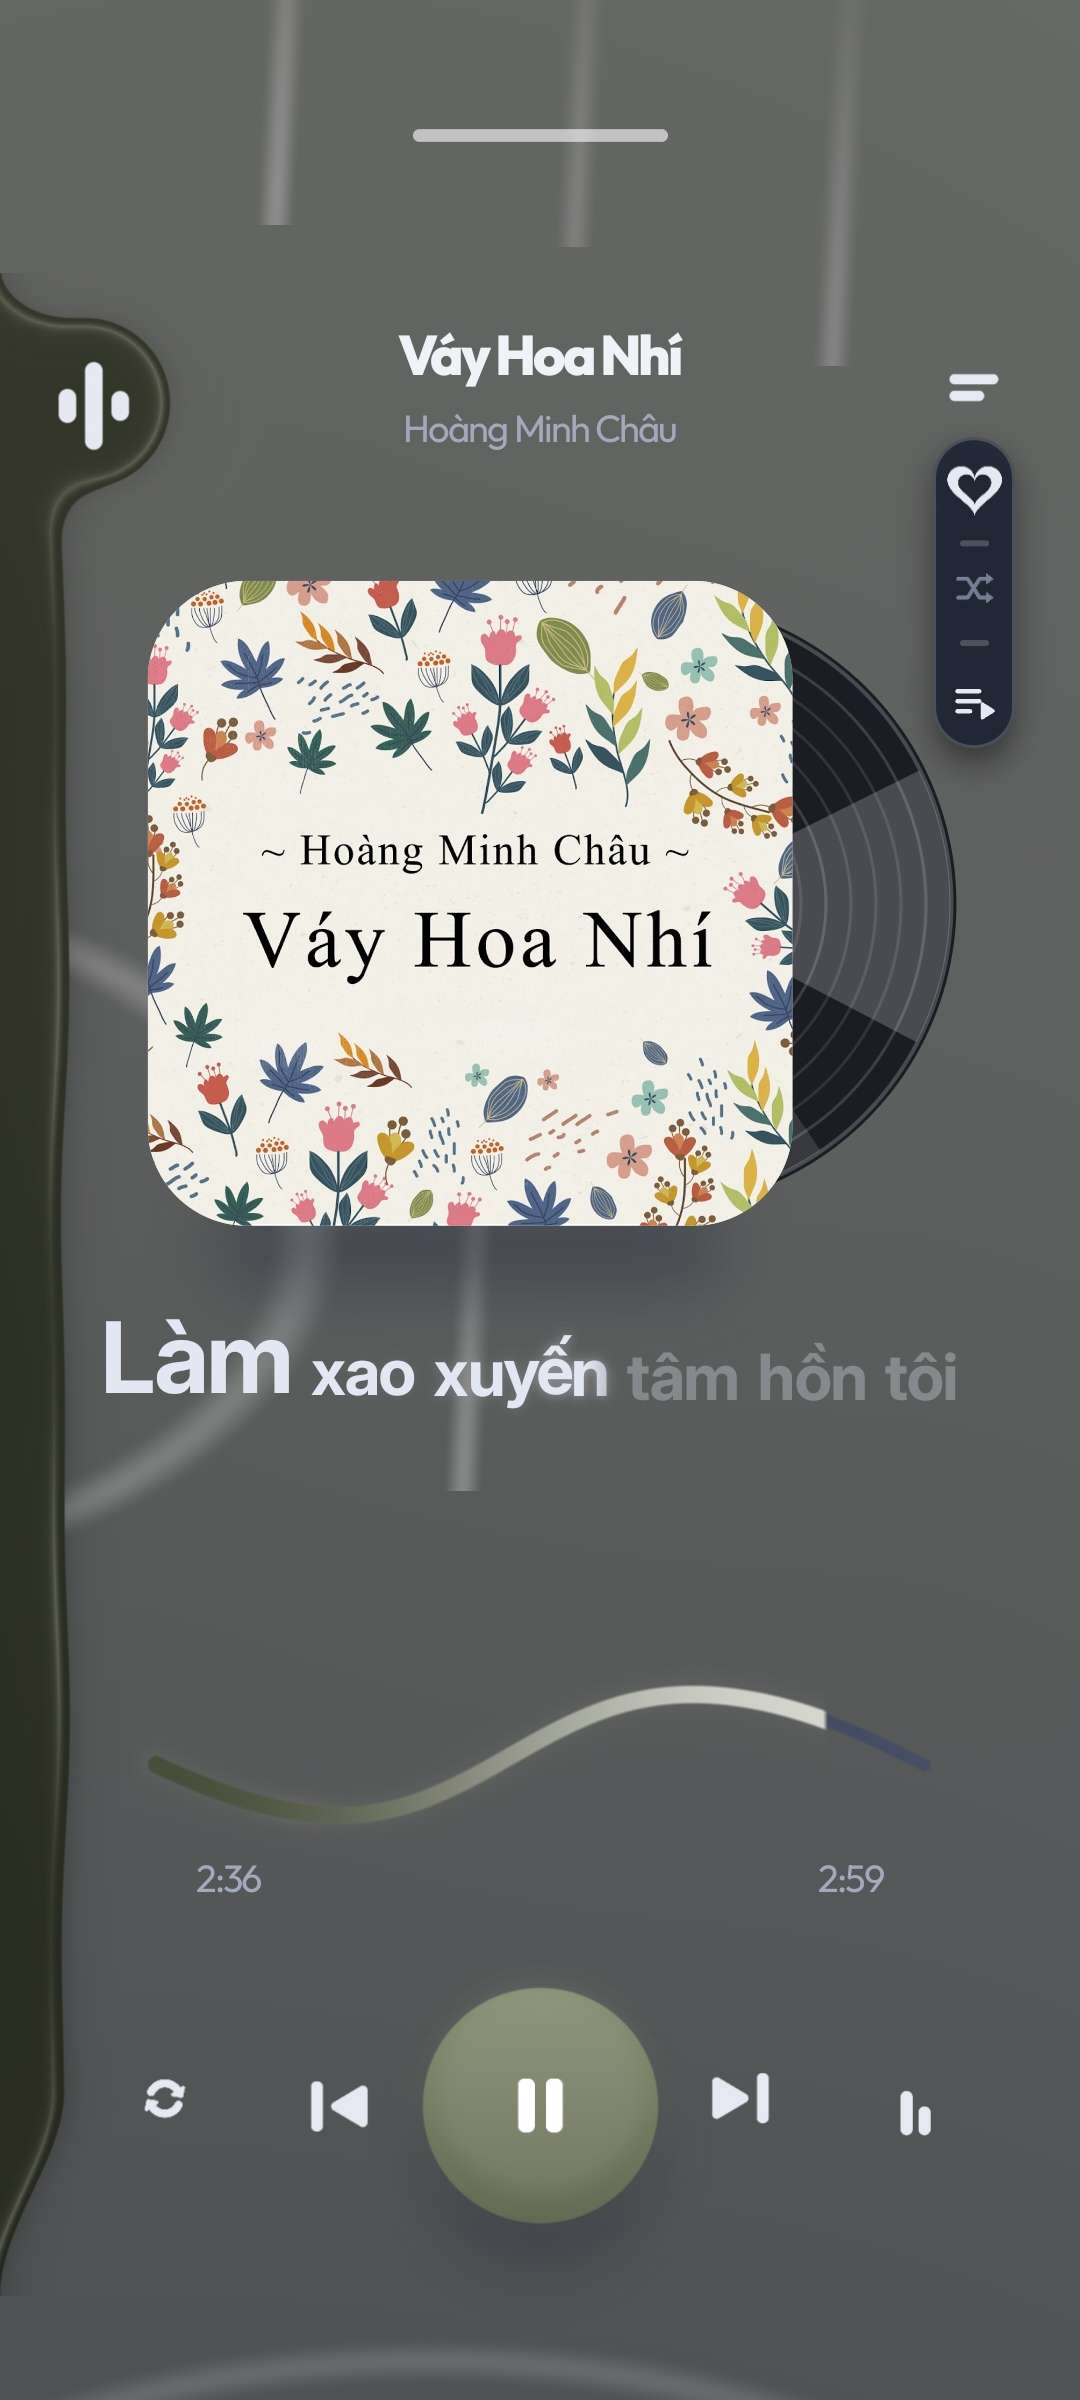 Váy Hoa Nhí
Hoàng Minh Châu
~ Hoàng Minh Châu ~
Váy Hoa Nhí
Làm xao xuyến tâm hồn tôi
2:36
2:59